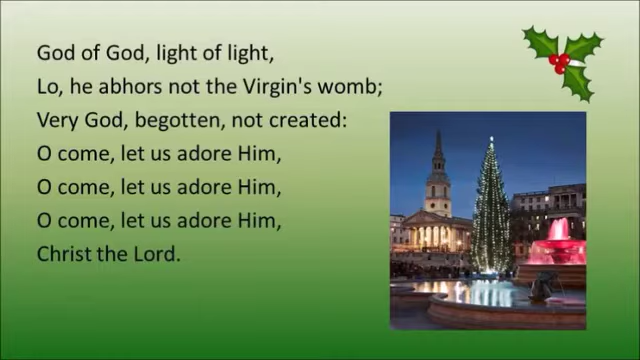 God of God, light of light,
Lo, he abhors not the Virgin's womb;
Very God, begotten, not created:
O come, let us adore Him,
O come, let us adore Him,
O come, let us adore Him,
Christ the Lord.